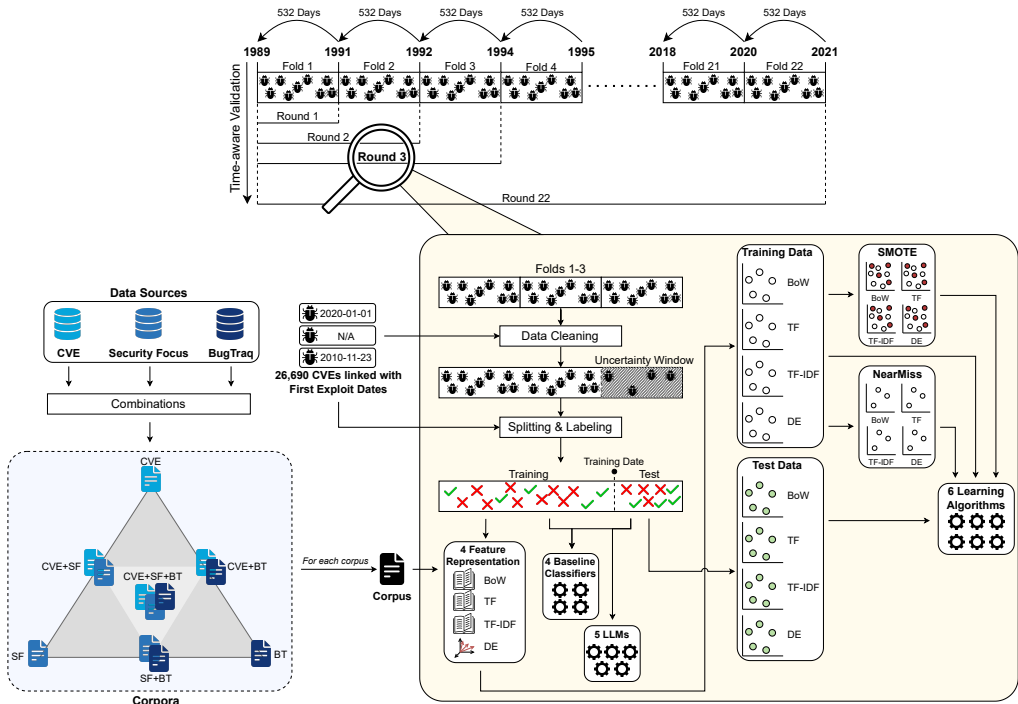 532 Days
532 Days
532 Days
532 Days
532 Days
532 Days
1989
1991
1992
1994
1995
2018
2020
2021
Fold 1
Fold 2
Fold 3
Fold 4
Fold 21
Fold 22
Time-aware Validation
Round 1
Round 2
Round 3
Round 22
Data Sources
CVE
Security Focus
BugTraq
Combinations
CVE
CVE+SF
CVE+SF+BT
CVE+BT
SF
SF+BT
BT
Corpora
2020-01-01
N/A
2010-11-23
26,690 CVEs linked with
First Exploit Dates
For each corpus
Corpus
Folds 1-3
Data Cleaning
Uncertainty Window
Splitting & Labeling
Training
Training Date
Test
4 Feature
Representation
BoW
TF
TF-IDF
DE
4 Baseline
Classifiers
5 LLMs
Training Data
BoW
TF
TF-IDF
DE
Test Data
BoW
TF
TF-IDF
DE
SMOTE
BoW
TF
TF-IDF
DE
NearMiss
BoW
TF
TF-IDF
DE
6 Learning
Algorithms